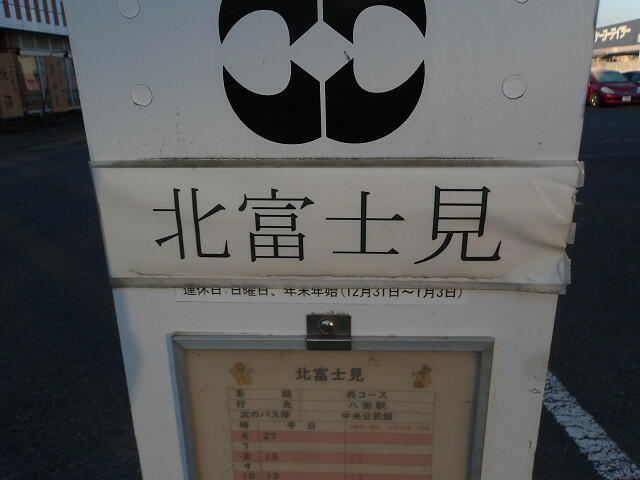 北富士見
運休日:日曜日、年末年始(12月31日～1月3日)
北富士見
系 統 西コース
行 先 八街駅
次のバス停 中央公民館
時 平 日
6 27
7
8 13
9
10 13